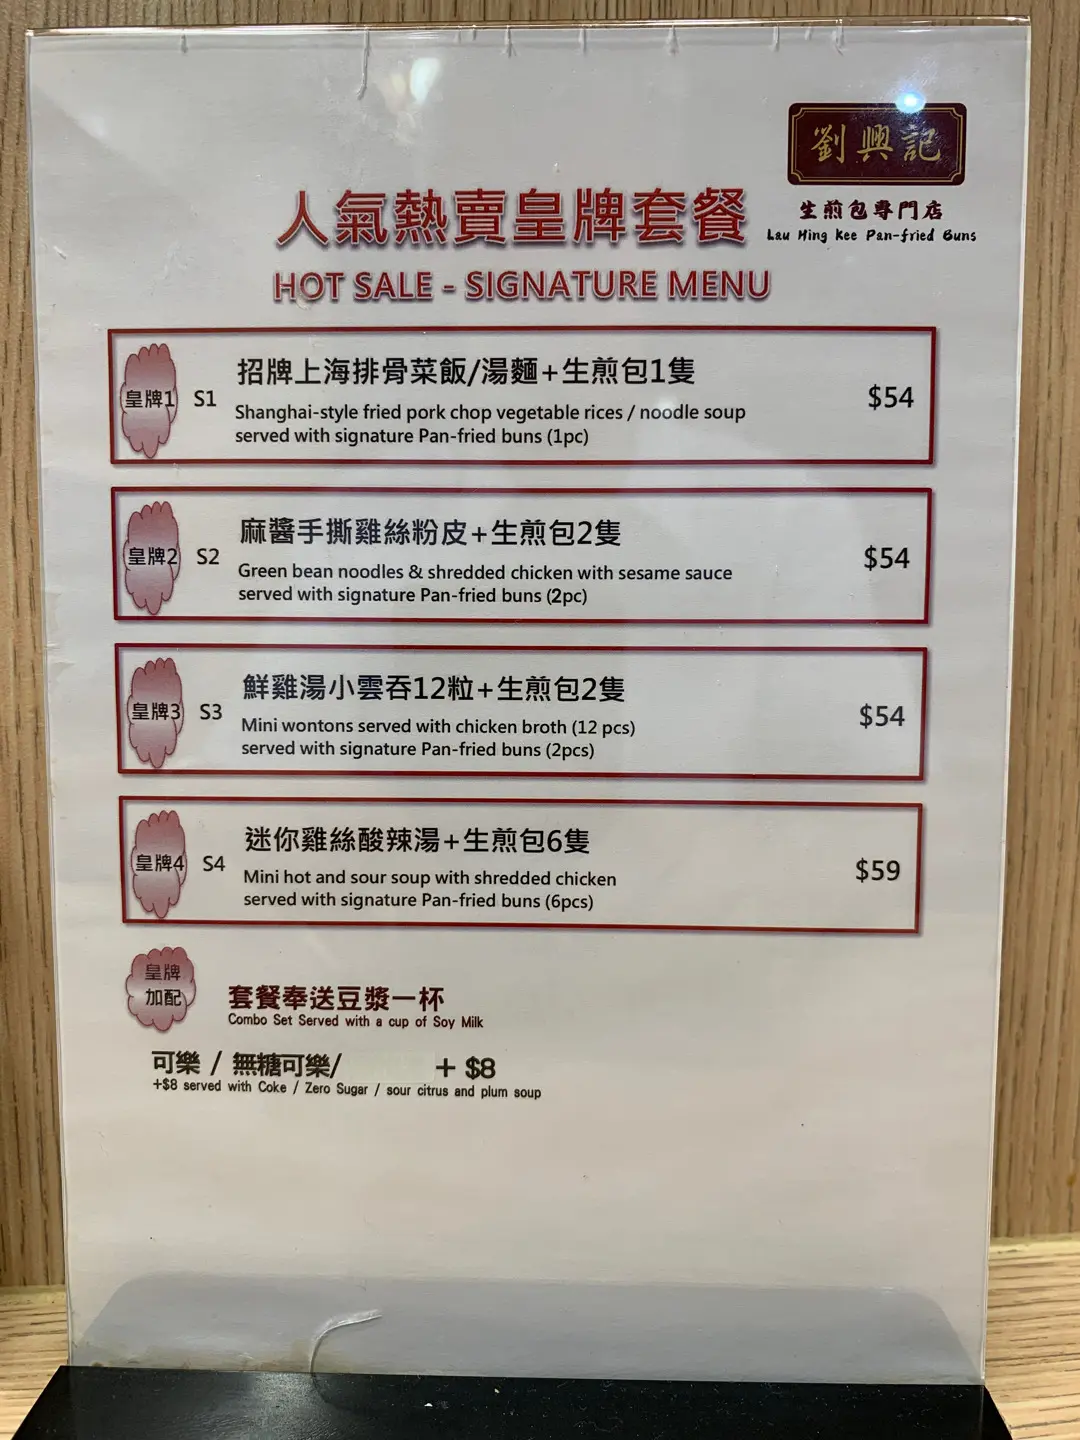 劉興記
生煎包專門店
Lau Hing Kee Pan-fried Buns
人氣熱賣皇牌套餐
HOT SALE - SIGNATURE MENU
皇牌1 S1 招牌上海排骨菜飯/湯麵+生煎包1隻 $54
Shanghai-style fried pork chop vegetable rices / noodle soup
served with signature Pan-fried buns (1pc)
皇牌2 S2 麻醬手撕雞絲粉皮+生煎包2隻 $54
Green bean noodles & shredded chicken with sesame sauce
served with signature Pan-fried buns (2pc)
皇牌3 S3 鮮雞湯小雲吞12粒+生煎包2隻 $54
Mini wontons served with chicken broth (12 pcs)
served with signature Pan-fried buns (2pcs)
皇牌4 S4 迷你雞絲酸辣湯+生煎包6隻 $59
Mini hot and sour soup with shredded chicken
served with signature Pan-fried buns (6pcs)
皇牌
加配
套餐奉送豆漿一杯
Combo Set Served with a cup of Soy Milk
可樂 / 無糖可樂/ + $8
+$8 served with Coke / Zero Sugar / sour citrus and plum soup